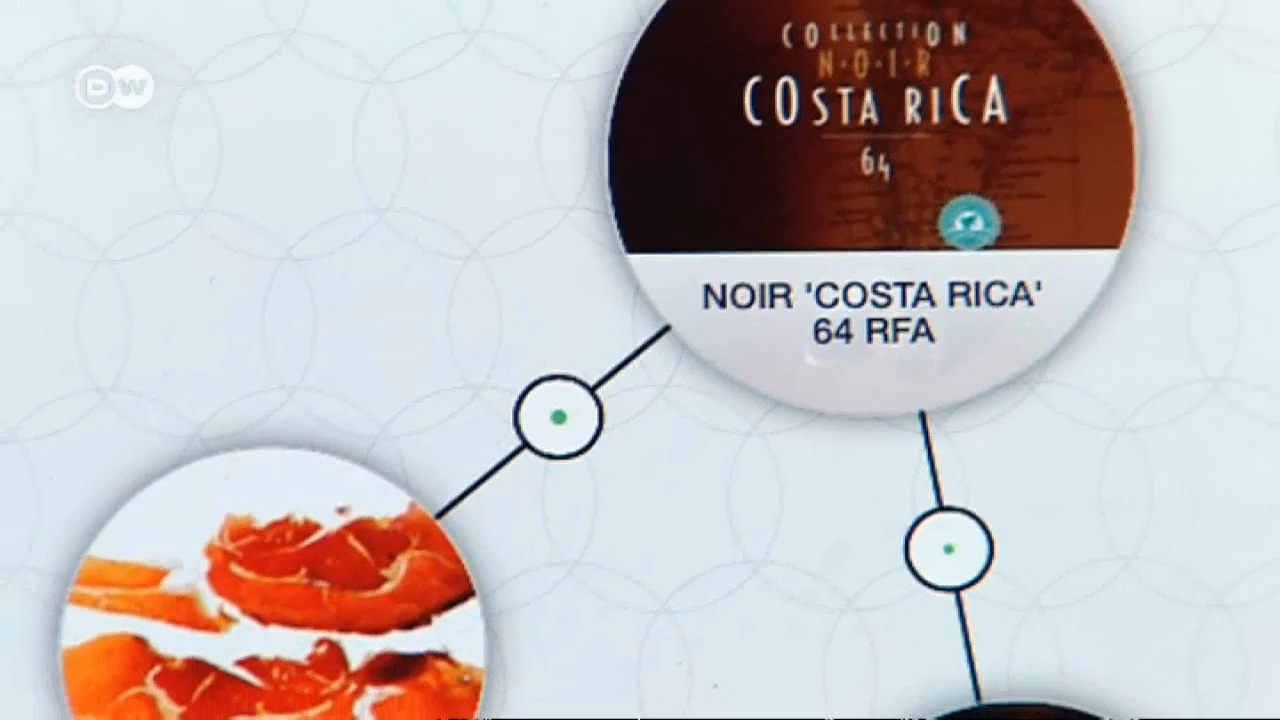 DW
COLLECTION
N·O·I·R
COSTA RICA
64
NOIR 'COSTA RICA'
64 RFA